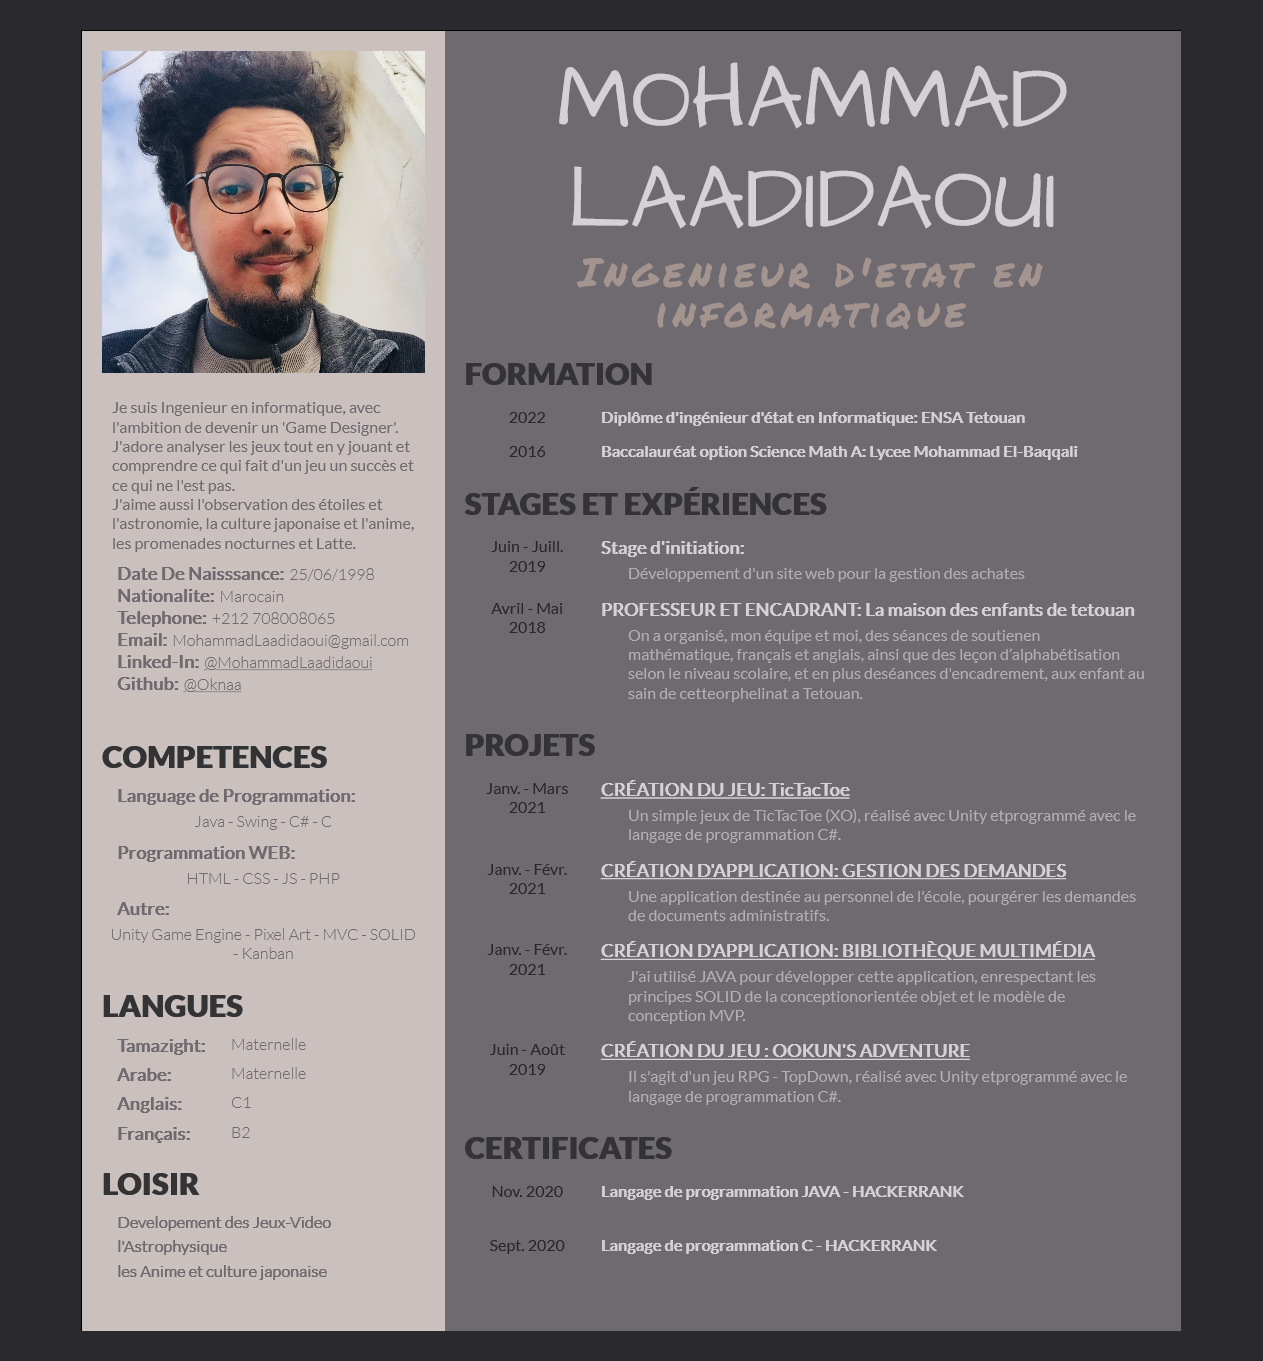 MOHAMMAD
LAADIDAOUI
INGENIEUR D'ETAT EN
INFORMATIQUE
Je suis Ingenieur en informatique, avec
l'ambition de devenir un 'Game Designer'.
J'adore analyser les jeux tout en y jouant et
comprendre ce qui fait d'un jeu un succès et
ce qui ne l'est pas.
J'aime aussi l'observation des étoiles et
l'astronomie, la culture japonaise et l'anime,
les promenades nocturnes et Latte.
Date De Naisssance: 25/06/1998
Nationalite: Marocain
Telephone: +212 708008065
Email: MohammadLaadidaoui@gmail.com
Linked-In: @MohammadLaadidaoui
Github: @Oknaa
COMPETENCES
Language de Programmation:
Java - Swing - C# - C
Programmation WEB:
HTML - CSS - JS - PHP
Autre:
Unity Game Engine - Pixel Art - MVC - SOLID
- Kanban
LANGUES
Tamazight: Maternelle
Arabe: Maternelle
Anglais: C1
Français: B2
LOISIR
Developement des Jeux-Video
l'Astrophysique
les Anime et culture japonaise
FORMATION
2022 Diplôme d'ingénieur d'état en Informatique: ENSA Tetouan
2016 Baccalauréat option Science Math A: Lycee Mohammad El-Baqqali
STAGES ET EXPÉRIENCES
Juin - Juill.
2019
Stage d'initiation:
Développement d'un site web pour la gestion des achates
Avril - Mai
2018
PROFESSEUR ET ENCADRANT: La maison des enfants de tetouan
On a organisé, mon équipe et moi, des séances de soutienen
mathématique, français et anglais, ainsi que des leçon d’alphabétisation
selon le niveau scolaire, et en plus deséances d'encadrement, aux enfant au
sain de cetteorphelinat a Tetouan.
PROJETS
Janv. - Mars
2021
CRÉATION DU JEU: TicTacToe
Un simple jeux de TicTacToe (XO), réalisé avec Unity etprogrammé avec le
langage de programmation C#.
Janv. - Févr.
2021
CRÉATION D'APPLICATION: GESTION DES DEMANDES
Une application destinée au personnel de l'école, pourgérer les demandes
de documents administratifs.
Janv. - Févr.
2021
CRÉATION D'APPLICATION: BIBLIOTHÈQUE MULTIMÉDIA
J'ai utilisé JAVA pour développer cette application, enrespectant les
principes SOLID de la conceptionorientée objet et le modèle de
conception MVP.
Juin - Août
2019
CRÉATION DU JEU : OOKUN'S ADVENTURE
Il s'agit d'un jeu RPG - TopDown, réalisé avec Unity etprogrammé avec le
langage de programmation C#.
CERTIFICATES
Nov. 2020 Langage de programmation JAVA - HACKERRANK
Sept. 2020 Langage de programmation C - HACKERRANK